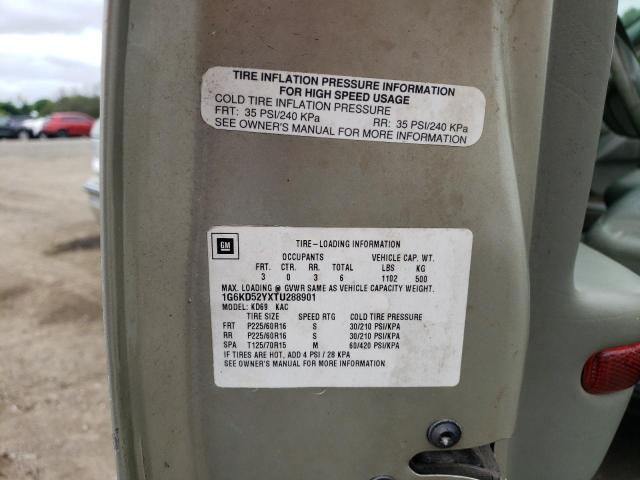 TIRE INFLATION PRESSURE INFORMATION
FOR HIGH SPEED USAGE
COLD TIRE INFLATION PRESSURE
FRT: 35 PSI/240 KPa RR: 35 PSI/240 KPa
SEE OWNER'S MANUAL FOR MORE INFORMATION
GM
TIRE-LOADING INFORMATION
OCCUPANTS VEHICLE CAP. WT.
FRT. CTR. RR. TOTAL LBS KG
3 0 3 6 1102 500
MAX. LOADING @ GVWR SAME AS VEHICLE CAPACITY WEIGHT.
1G6KD52YXTU288901
MODEL: KD69 KAC
TIRE SIZE SPEED RTG COLD TIRE PRESSURE
FRT P225/60R16 S 30/210 PSI/KPA
RR P225/60R16 S 30/210 PSI/KPA
SPA T125/70R15 M 60/420 PSI/KPA
IF TIRES ARE HOT, ADD 4 PSI / 28 KPA
SEE OWNER'S MANUAL FOR MORE INFORMATION